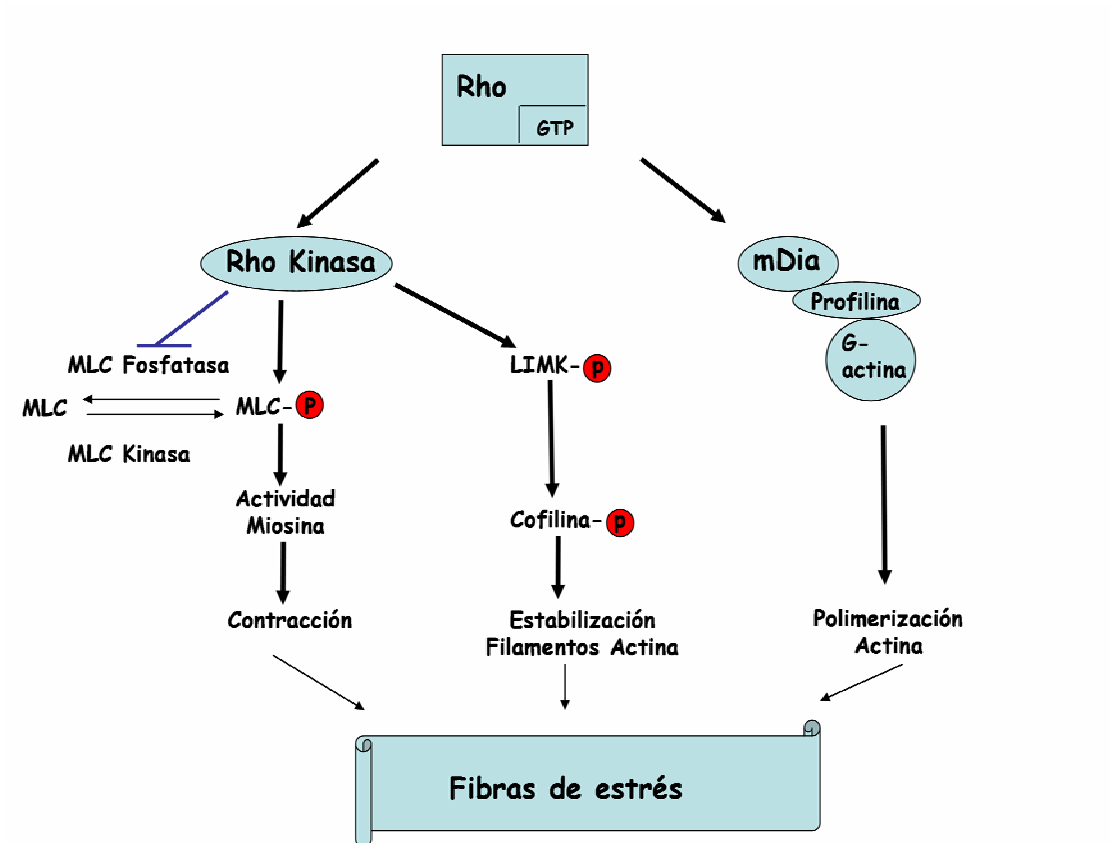 Rho
GTP
Rho Kinasa
mDia
Profilina
G-
actina
MLC Fosfatasa
LIMK-p
MLC
MLC-P
MLC Kinasa
Actividad
Miosina
Cofilina-p
Contracción
Estabilización
Filamentos Actina
Polimerización
Actina
Fibras de estrés